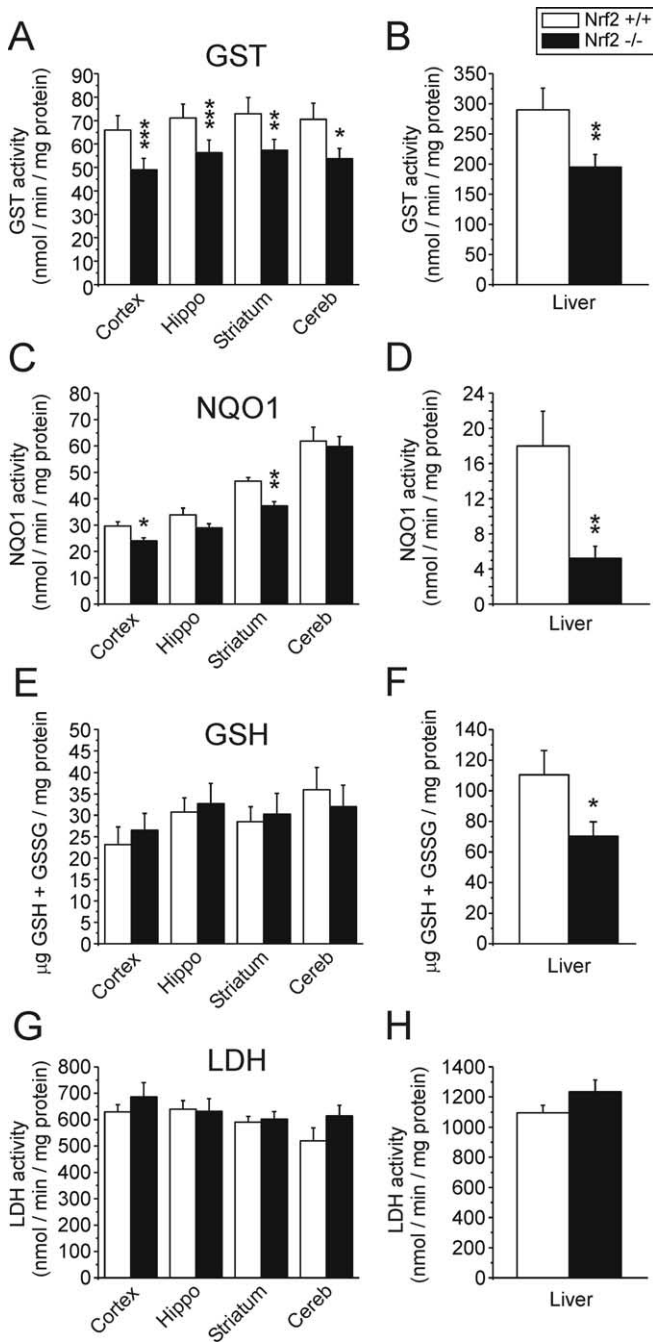 Nrf2 +/+
Nrf2 -/-
A
GST
GST activity
(nmol / min / mg protein)
80
70
60
50
40
30
20
10
0
***
***
**
*
Cortex
Hippo
Striatum
Cereb
B
GST activity
(nmol / min / mg protein)
350
300
250
200
150
100
50
0
**
Liver
C
NQO1
NQO1 activity
(nmol / min / mg protein)
80
70
60
50
40
30
20
10
0
*
**
Cortex
Hippo
Striatum
Cereb
D
NQO1 activity
(nmol / min / mg protein)
24
20
16
12
8
4
0
**
Liver
E
GSH
µg GSH + GSSG / mg protein
50
45
40
35
30
25
20
15
10
5
0
Cortex
Hippo
Striatum
Cereb
F
µg GSH + GSSG / mg protein
140
120
100
80
60
40
20
0
*
Liver
G
LDH
LDH activity
(nmol / min / mg protein)
800
700
600
500
400
300
200
100
0
Cortex
Hippo
Striatum
Cereb
H
LDH activity
(nmol / min / mg protein)
1400
1200
1000
800
600
400
200
0
Liver